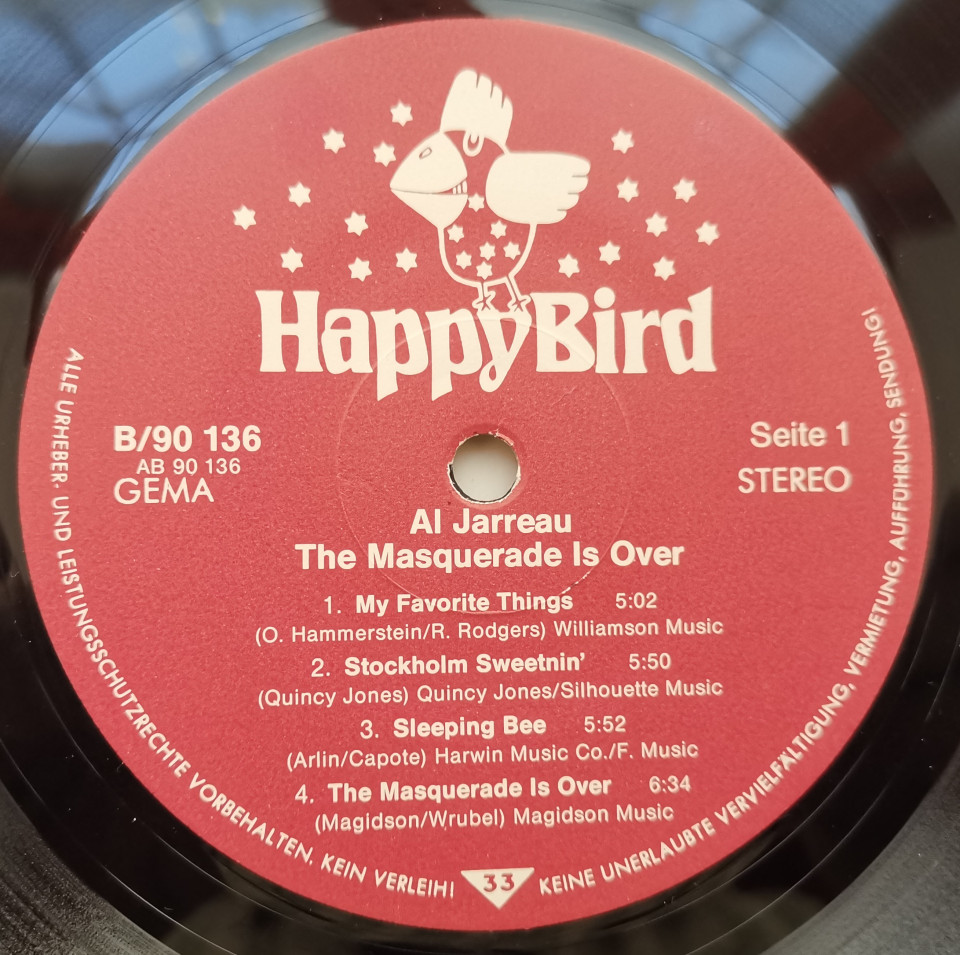 HappyBird
B/90 136
AB 90 136
GEMA
Seite 1
STEREO
Al Jarreau
The Masquerade Is Over
1. My Favorite Things 5:02
(O. Hammerstein/R. Rodgers) Williamson Music
2. Stockholm Sweetnin’ 5:50
(Quincy Jones) Quincy Jones/Silhouette Music
3. Sleeping Bee 5:52
(Arlin/Capote) Harwin Music Co./F. Music
4. The Masquerade Is Over 6:34
(Magidson/Wrubel) Magidson Music
ALLE URHEBER- UND LEISTUNGSSCHUTZRECHTE VORBEHALTEN, KEIN VERLEIH!
33
KEINE UNERLAUBTE VERVIELFÄLTIGUNG, VERMIETUNG, AUFFÜHRUNG, SENDUNG!